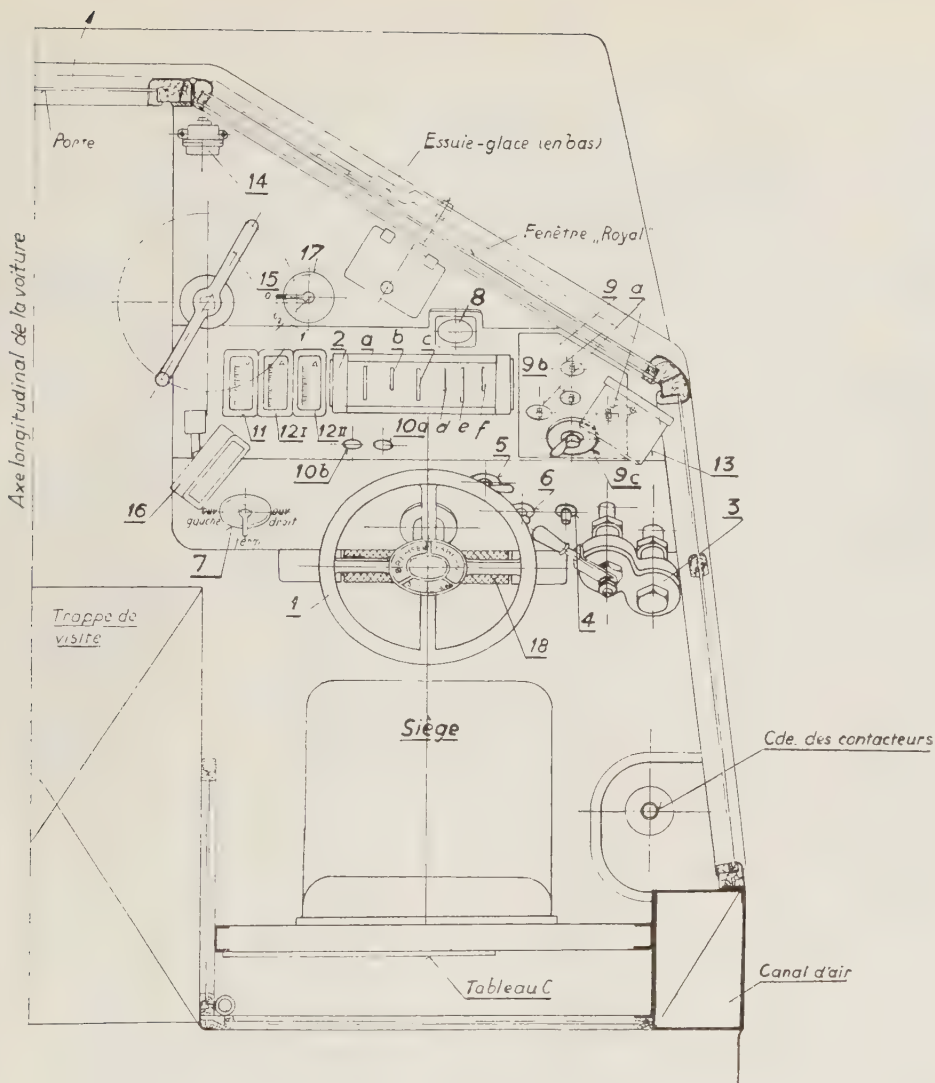 Porte
14
Essuie-glace (en bas)
Fenêtre „Royal"
Axe longitudinal de la voiture
15
17
o
8
9 a
1
2
a
b
c
9b
11
12I
12II
10a
d
e
f
10b
5
6
9c
13
3
16
gauche
droit
7
1
18
4
Trappe de
visite
Siège
Cde. des contacteurs
Tableau C
Canal d'air